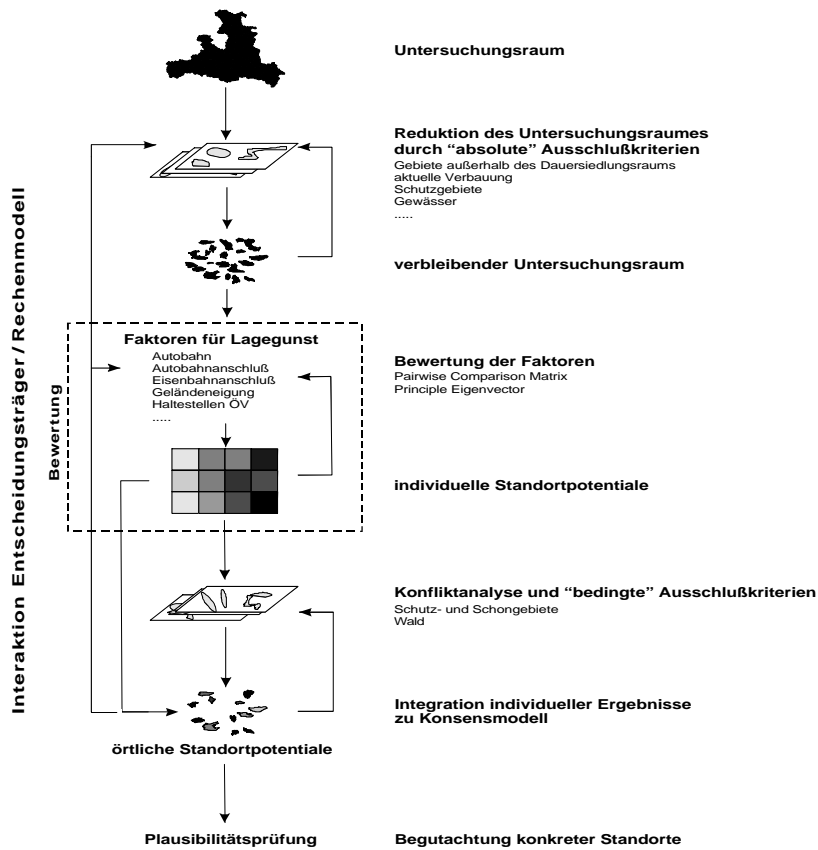 Untersuchungsraum
Reduktion des Untersuchungsraumes
durch “absolute” Ausschlußkriterien
Gebiete außerhalb des Dauersiedlungsraums
aktuelle Verbauung
Schutzgebiete
Gewässer
.....
verbleibender Untersuchungsraum
Interaktion Entscheidungsträger / Rechenmodell
Bewertung
Faktoren für Lagegunst
Autobahn
Autobahnanschluß
Eisenbahnanschluß
Geländeneigung
Haltestellen ÖV
.....
Bewertung der Faktoren
Pairwise Comparison Matrix
Principle Eigenvector
individuelle Standortpotentiale
Konfliktanalyse und “bedingte” Ausschlußkriterien
Schutz- und Schongebiete
Wald
Integration individueller Ergebnisse
zu Konsensmodell
örtliche Standortpotentiale
Plausibilitätsprüfung
Begutachtung konkreter Standorte